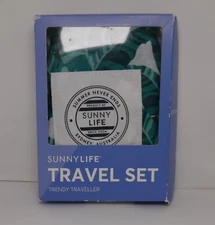 SUMMER NEVER ENDS
SUNNY
LIFE
SYDNEY, AUSTRALIA
SUNNYLIFE
TRAVEL SET
TRENDY TRAVELLER